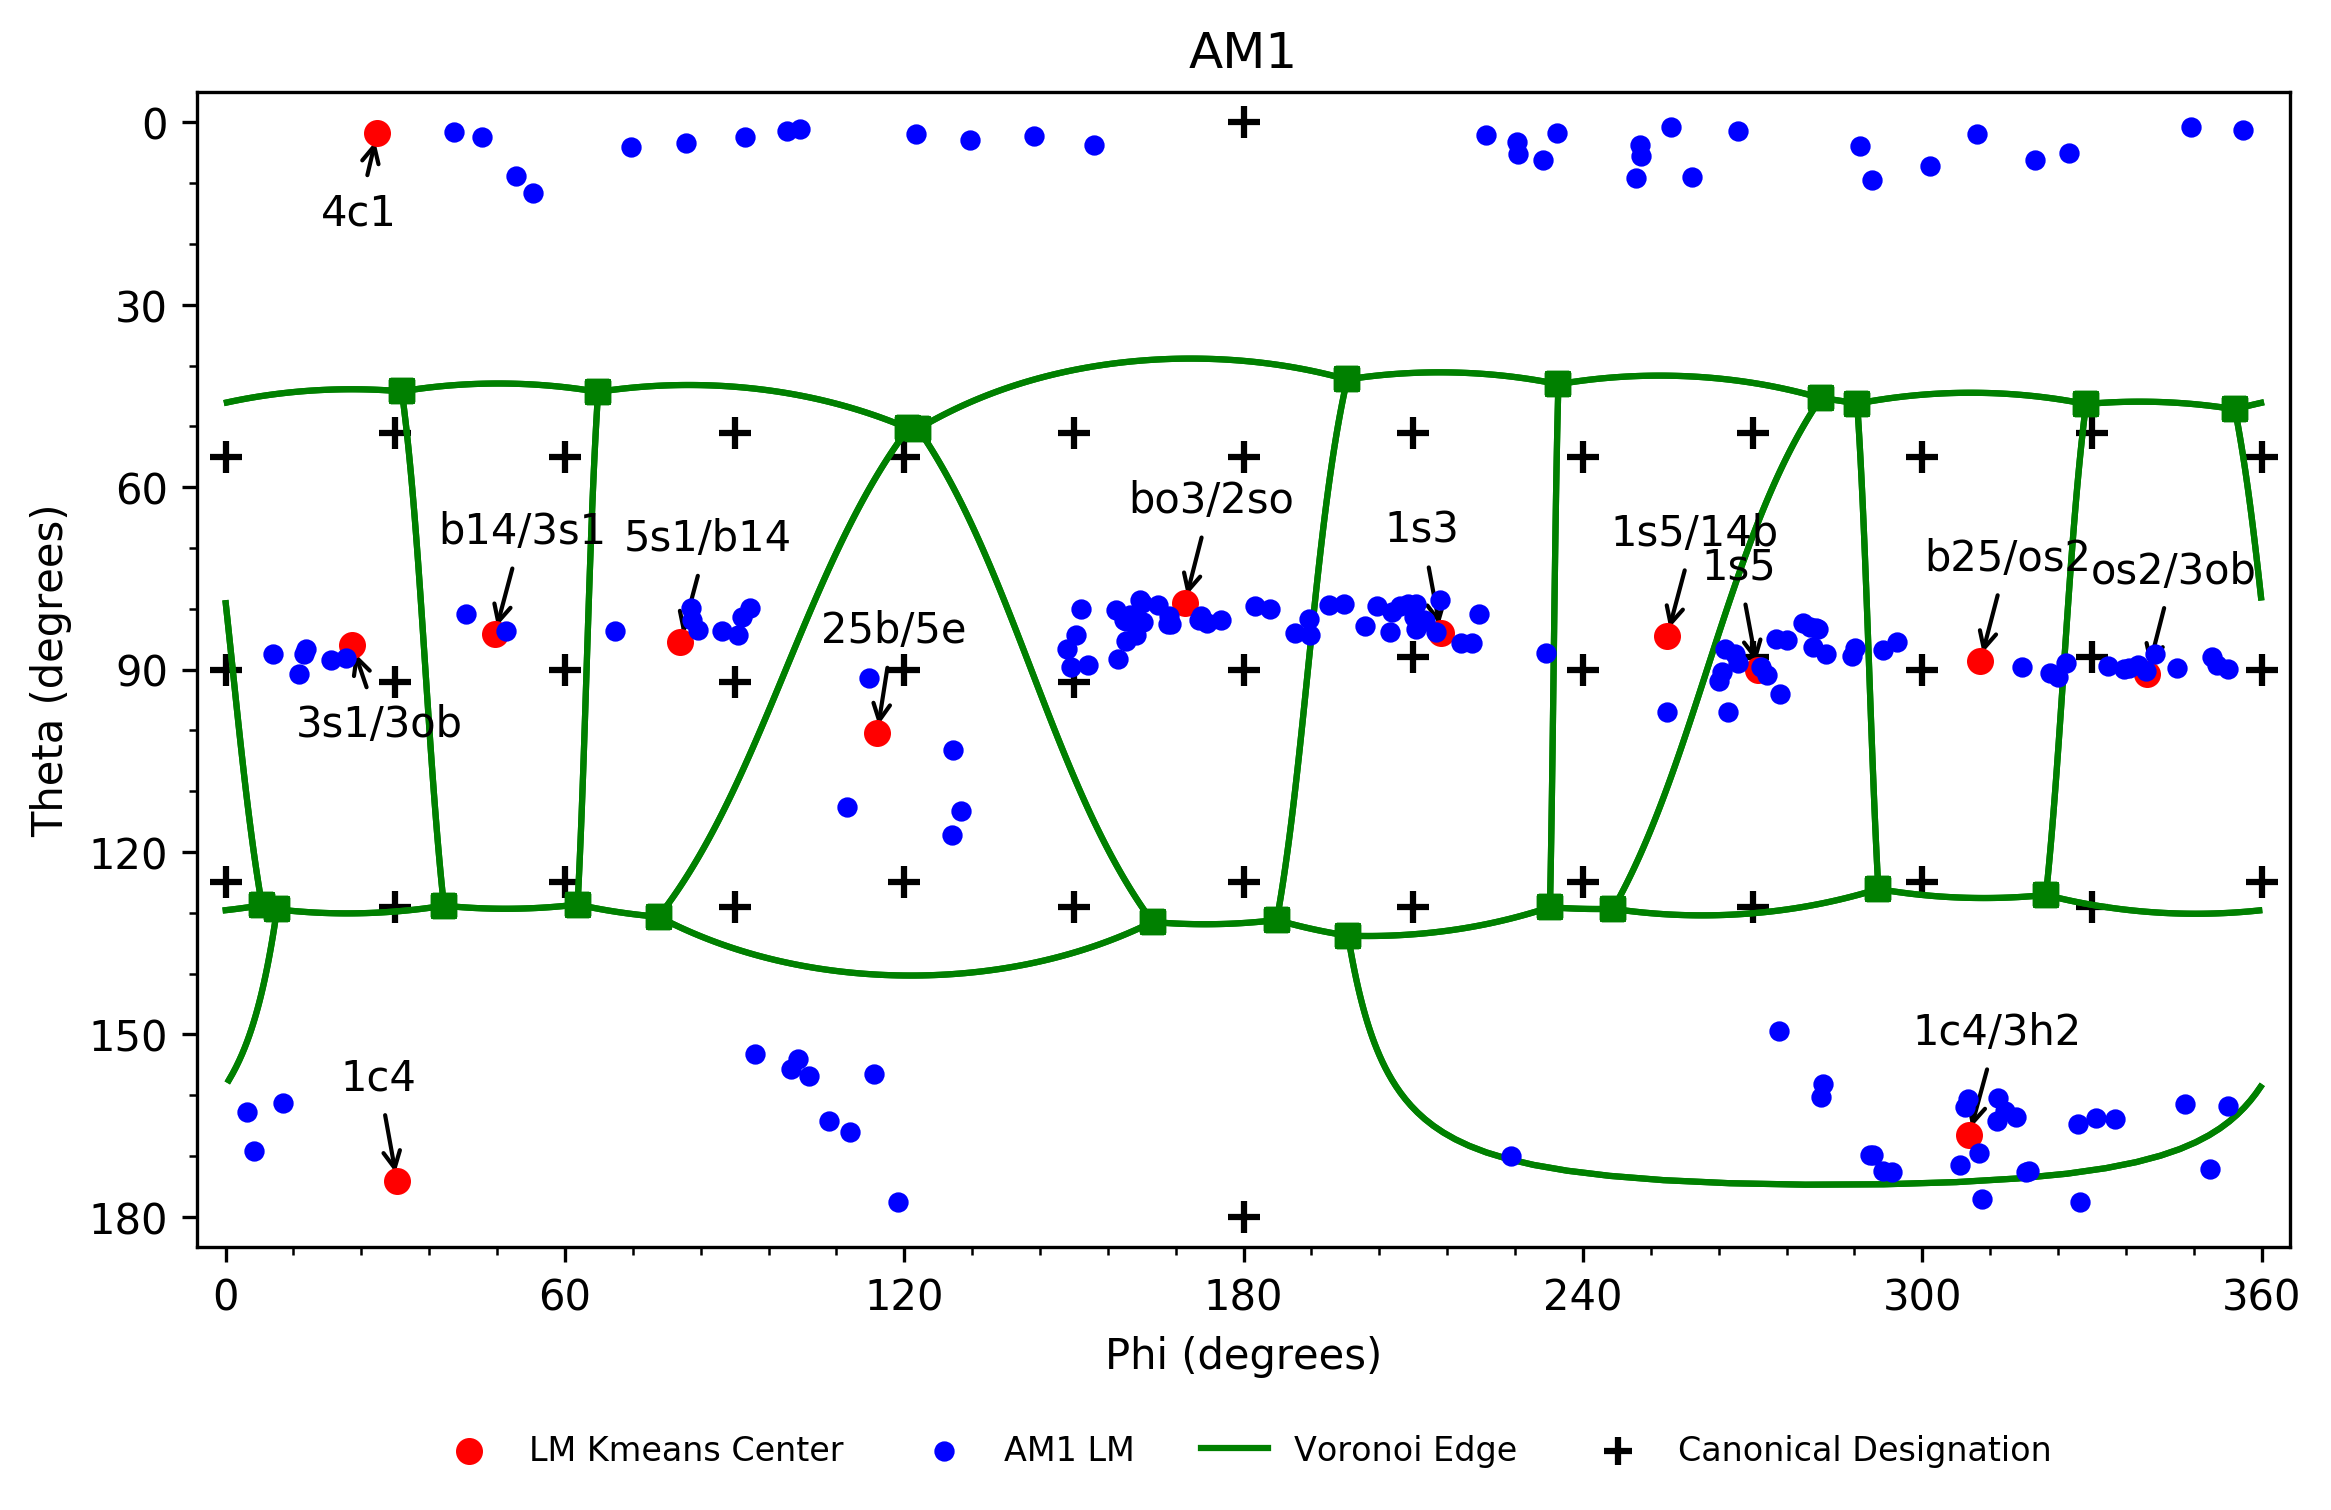 AM1
0
30
60
90
120
150
180
Theta (degrees)
4c1
b14/3s1
5s1/b14
bo3/2so
1s3
1s5/14b
1s5
b25/os2
os2/3ob
25b/5e
3s1/3ob
1c4/3h2
1c4
0 60 120 180 240 300 360
Phi (degrees)
LM Kmeans Center AM1 LM Voronoi Edge Canonical Designation